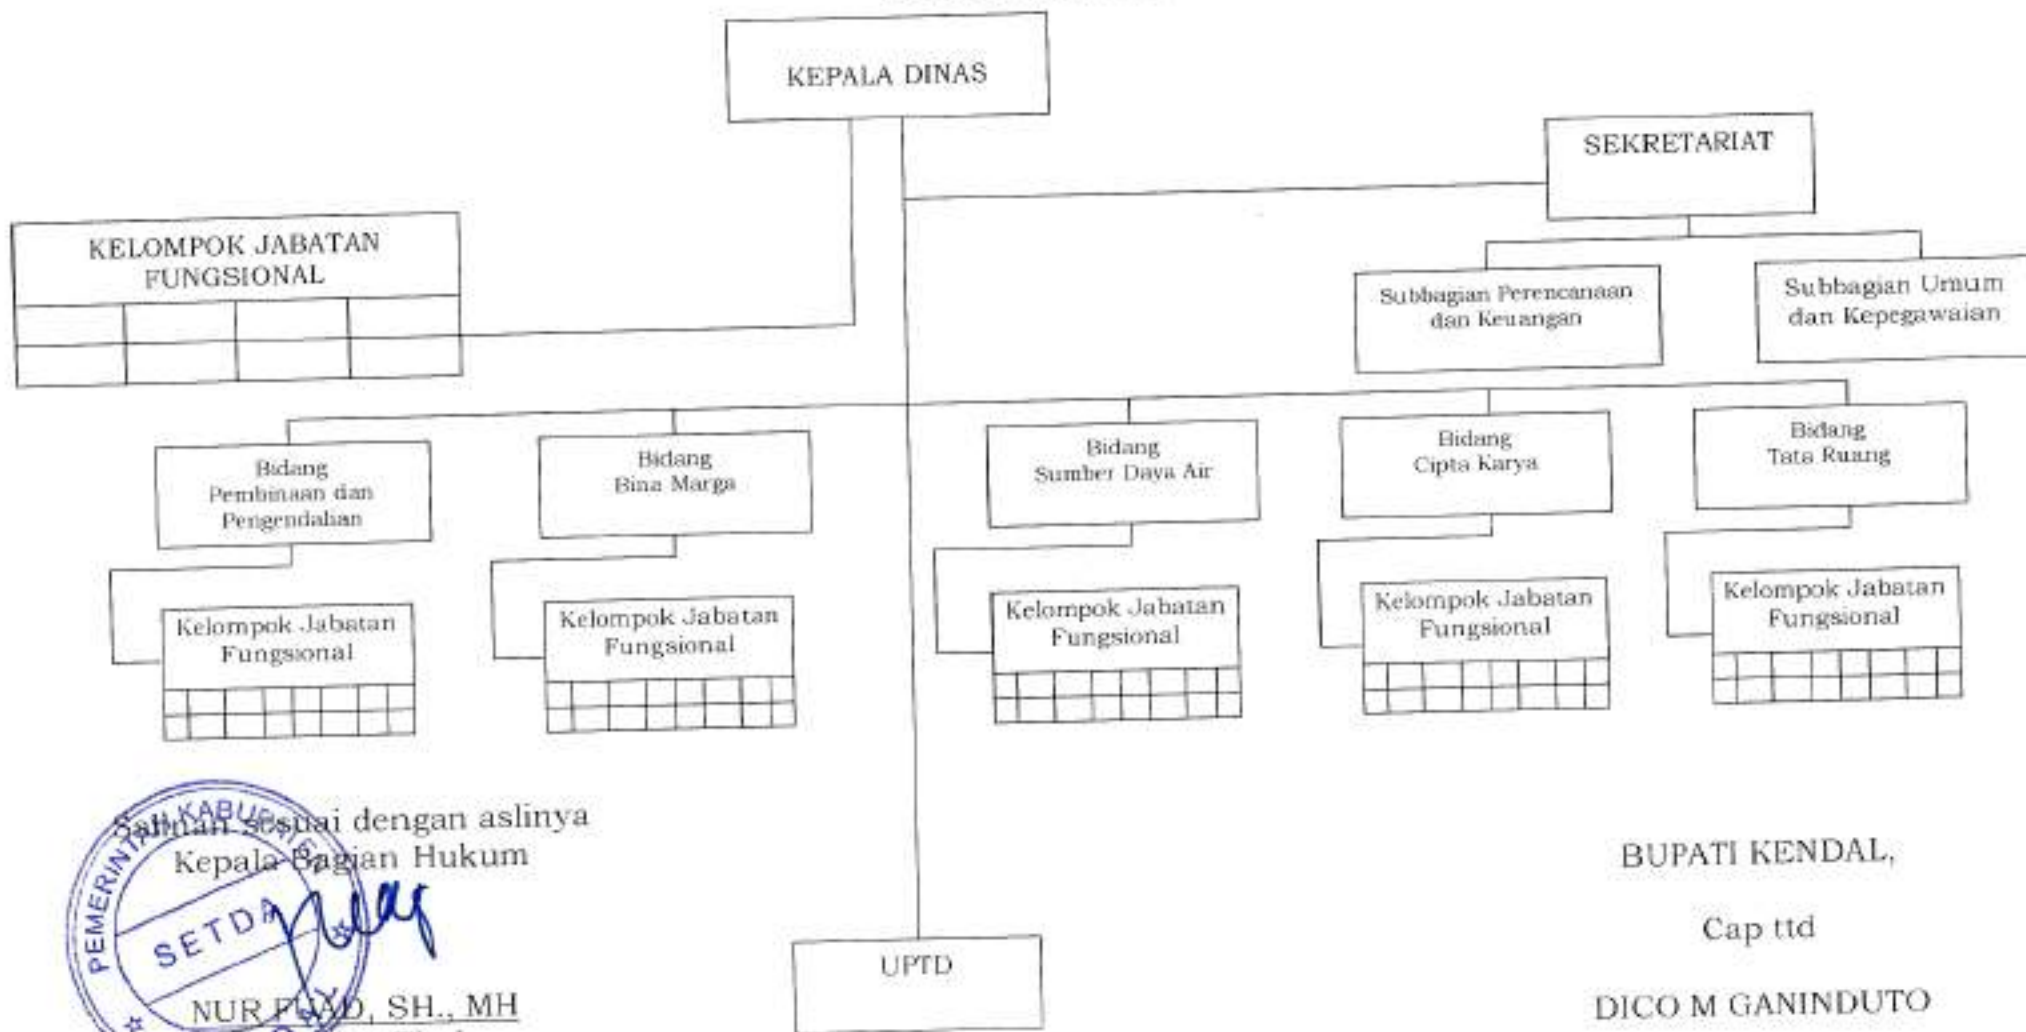 KEPALA DINAS
SEKRETARIAT
KELOMPOK JABATAN
FUNGSIONAL
Subbagian Perencanaan
dan Keuangan
Subbagian Umum
dan Kepegawaian
Bidang
Pembinaan dan
Pengendalian
Bidang
Bina Marga
Bidang
Sumber Daya Air
Bidang
Cipta Karya
Bidang
Tata Ruang
Kelompok Jabatan
Fungsional
Kelompok Jabatan
Fungsional
Kelompok Jabatan
Fungsional
Kelompok Jabatan
Fungsional
Kelompok Jabatan
Fungsional
Salinan sesuai dengan aslinya
Kepala Bagian Hukum
PEMERINTAH KABUPATEN
SETDA
NUR FUAD, SH., MH
UPTD
BUPATI KENDAL,
Cap ttd
DICO M GANINDUTO